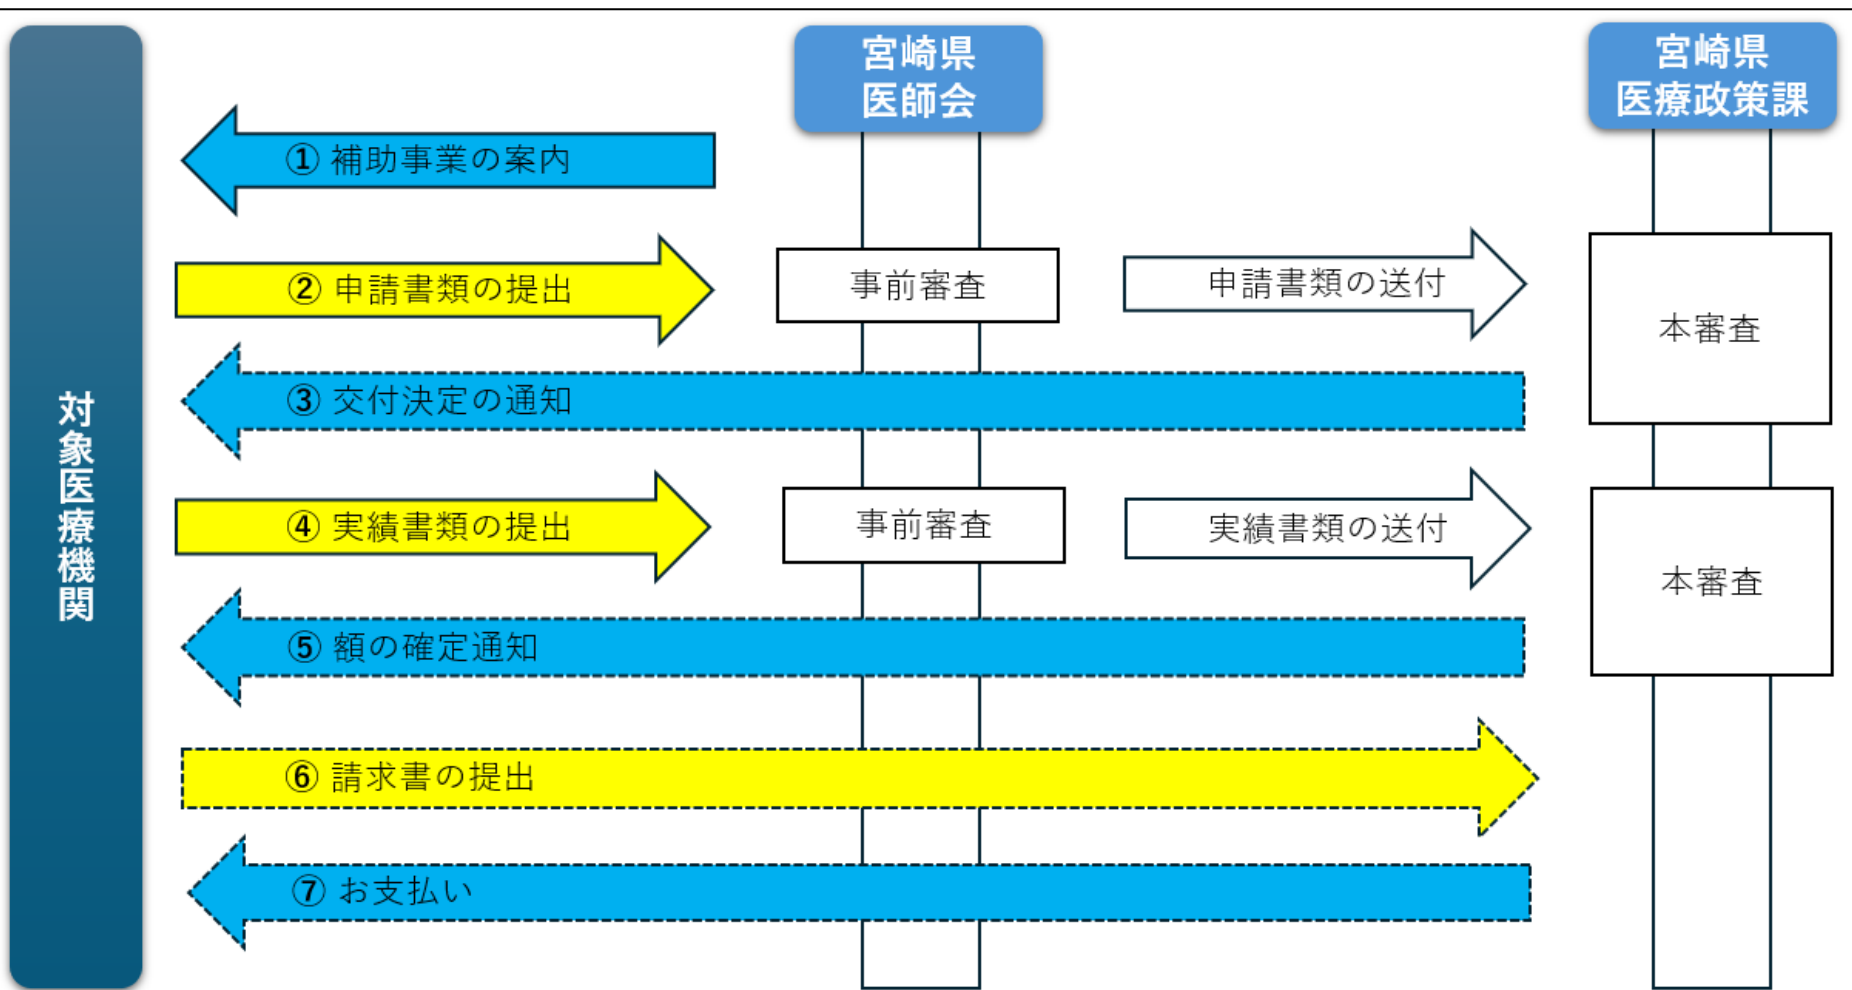 宮崎県
医師会
宮崎県
医療政策課
対象医療機関
① 補助事業の案内
② 申請書類の提出
事前審査
申請書類の送付
本審査
③ 交付決定の通知
④ 実績書類の提出
事前審査
実績書類の送付
本審査
⑤ 額の確定通知
⑥ 請求書の提出
⑦ お支払い